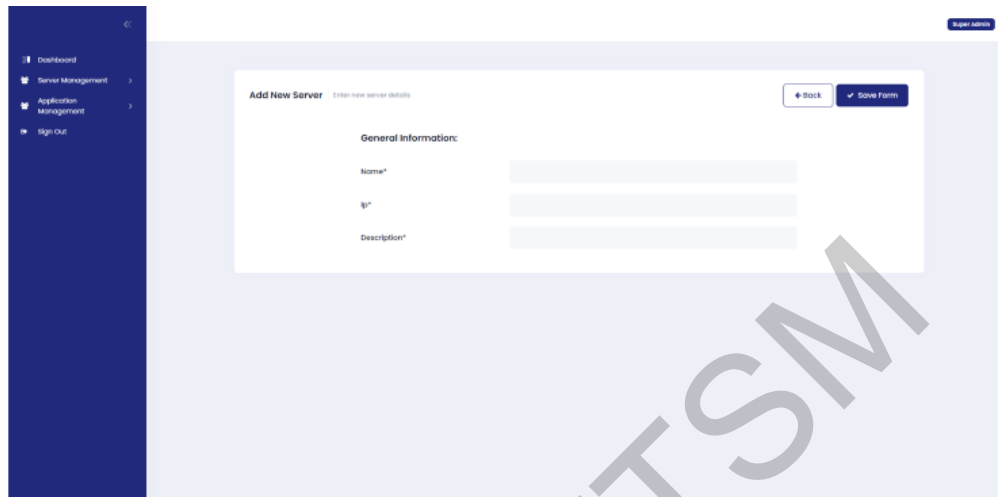 Super Admin
Dashboard
Server Management
Application
Management
Sign Out
Add New Server Enter new server details
Back
Save Form
General Information:
Name*
Ip*
Description*
TSM